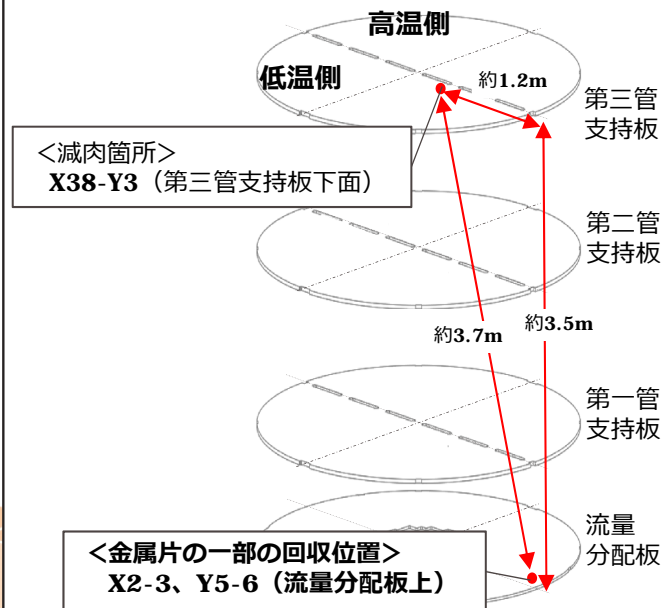 高温側
低温側
約1.2m
第三管
支持板
＜減肉箇所＞
X38-Y3（第三管支持板下面）
第二管
支持板
約3.7m
約3.5m
第一管
支持板
流量
分配板
＜金属片の一部の回収位置＞
X2-3、Y5-6（流量分配板上）